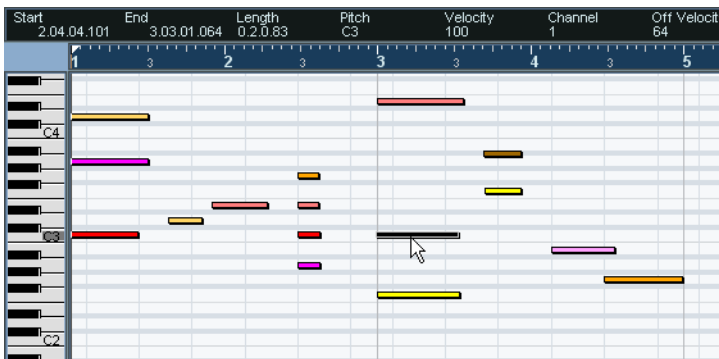 Start End Length Pitch Velocity Channel Off Velocit
2.04.04.101 3.03.01.064 0.2.0.83 C3 100 1 64
1 3 2 3 3 3 4 3 5
C4
C3
C2